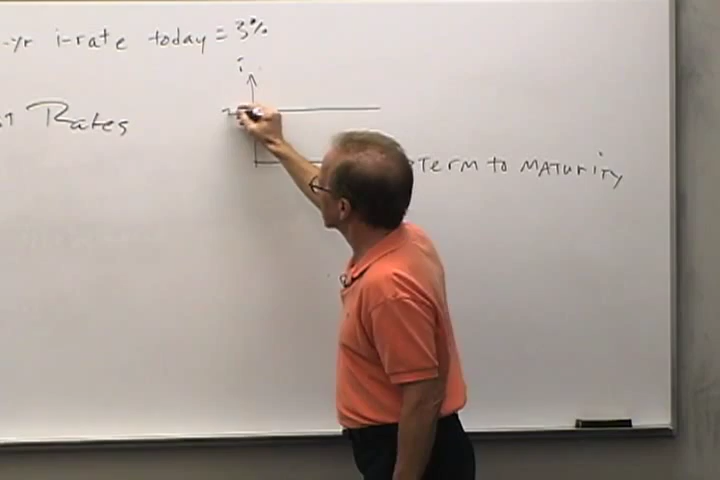 -yr i-rate today = 3%
i
Rates
TERM to MATURITY